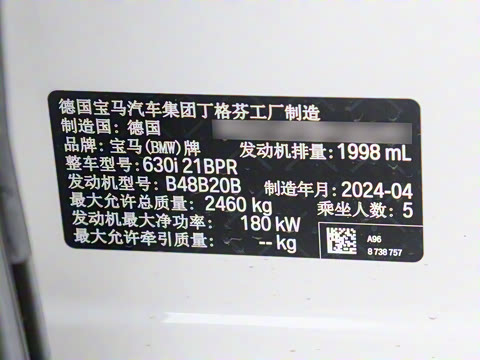 德国宝马汽车集团丁格芬工厂制造
制造国: 德国
品牌: 宝马(BMW)牌 发动机排量: 1998 mL
整车型号: 630i 21BPR
发动机型号: B48B20B 制造年月: 2024-04
最大允许总质量: 2460 kg 乘坐人数: 5
发动机最大净功率: 180 kW
最大允许牵引质量: -- kg
A96
8 738 757